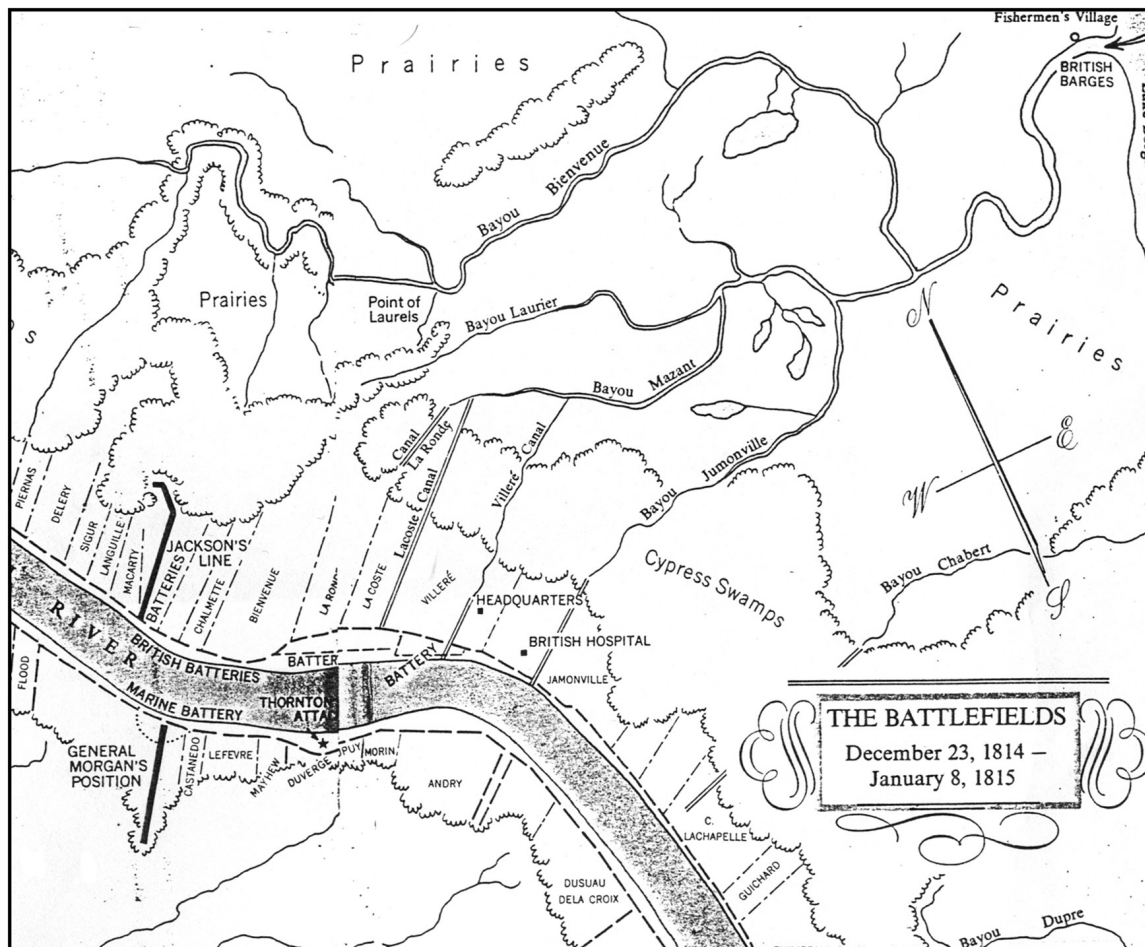 Fishermen's Village
Prairies
BRITISH
BARGES
Bayou Bienvenue
Prairies
Point of
Laurels
Bayou Laurier
Prairies
N
E
W
S
S
Bayou Mazant
Canal
La Ronde
Lacoste Canal
Villeré Canal
Bayou Jumonville
Bayou Chabert
Cypress Swamps
PIERNAS
DELERY
SIGUR
LANGUILLE
MACARTY
JACKSON'S
LINE
BATTERIES
CHALMETTE
BIENVENUE
LA RONDE
LA COSTE
VILLERÉ
HEADQUARTERS
BRITISH HOSPITAL
JAMONVILLE
RIVER
BRITISH BATTERIES
BATTER
BATTERY
FLOOD
MARINE BATTERY
THORNTON
ATTAC
GENERAL
MORGAN'S
POSITION
CASTANEDO
LEFEVRE
MAYHEW
DUVERGE
PUY
MORIN
ANDRY
DUSUAU
DELA CROIX
C.
LACHAPELLE
GUICHARD
THE BATTLEFIELDS
December 23, 1814 –
January 8, 1815
Bayou Dupre